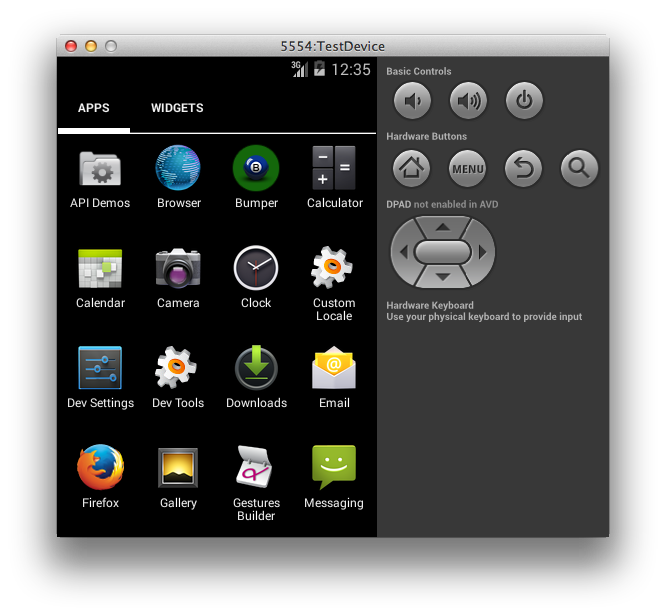 5554:TestDevice
3G 12:35
APPS WIDGETS
API Demos Browser Bumper Calculator
Calendar Camera Clock Custom Locale
Dev Settings Dev Tools Downloads Email
Firefox Gallery Gestures Builder Messaging
Basic Controls
Hardware Buttons
MENU
DPAD not enabled in AVD
Hardware Keyboard
Use your physical keyboard to provide input